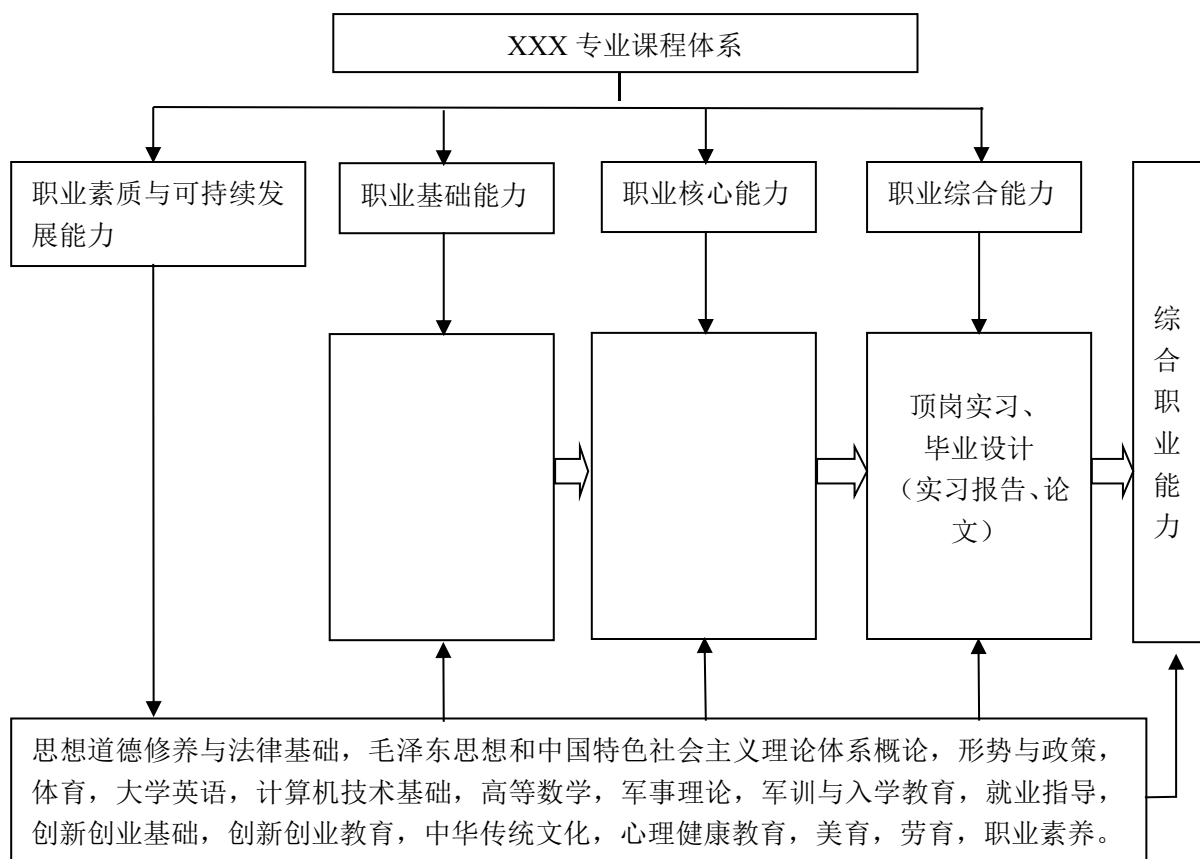 XXX 专业课程体系
职业素质与可持续发
展能力
职业基础能力
职业核心能力
职业综合能力
顶岗实习、
毕业设计
（实习报告、论
文）
综
合
职
业
能
力
思想道德修养与法律基础，毛泽东思想和中国特色社会主义理论体系概论，形势与政策，
体育，大学英语，计算机技术基础，高等数学，军事理论，军训与入学教育，就业指导，
创新创业基础，创新创业教育，中华传统文化，心理健康教育，美育，劳育，职业素养。